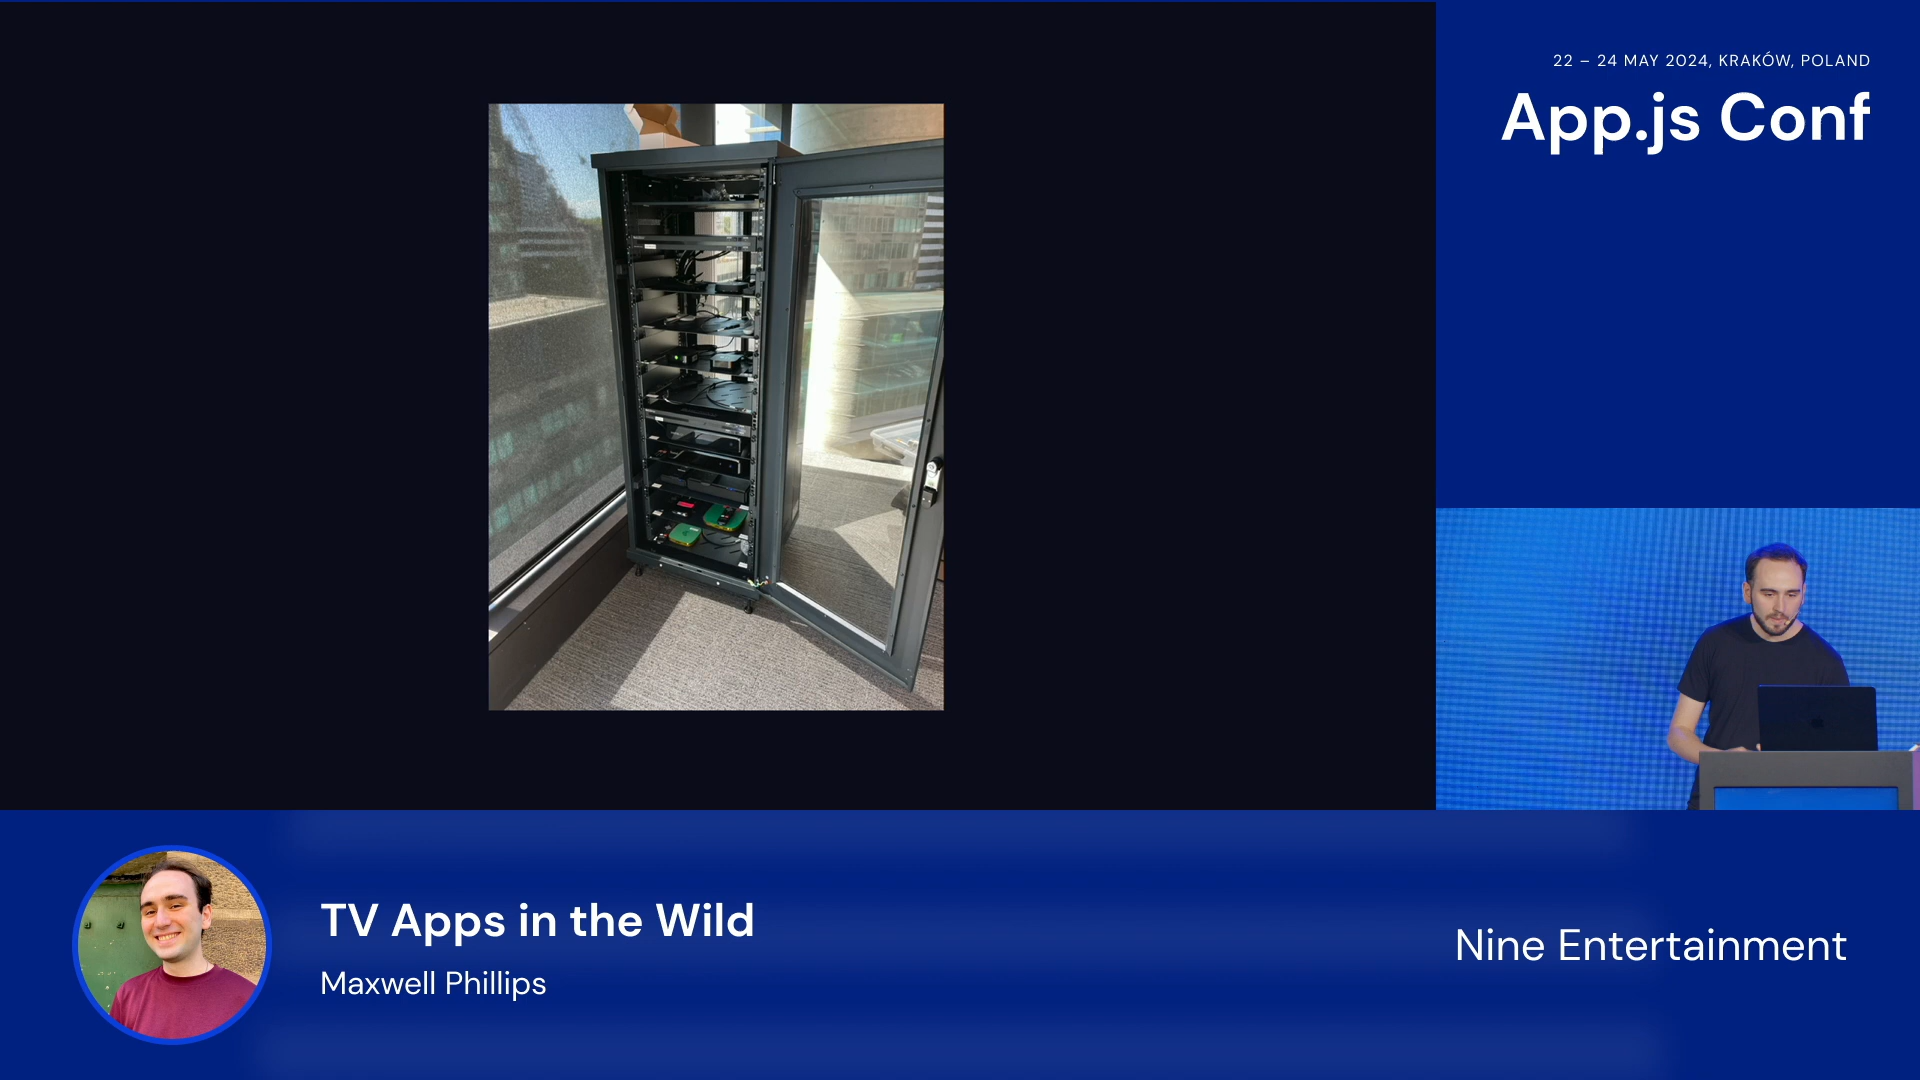 22 – 24 MAY 2024, KRAKÓW, POLAND
App.js Conf
TV Apps in the Wild
Maxwell Phillips
Nine Entertainment